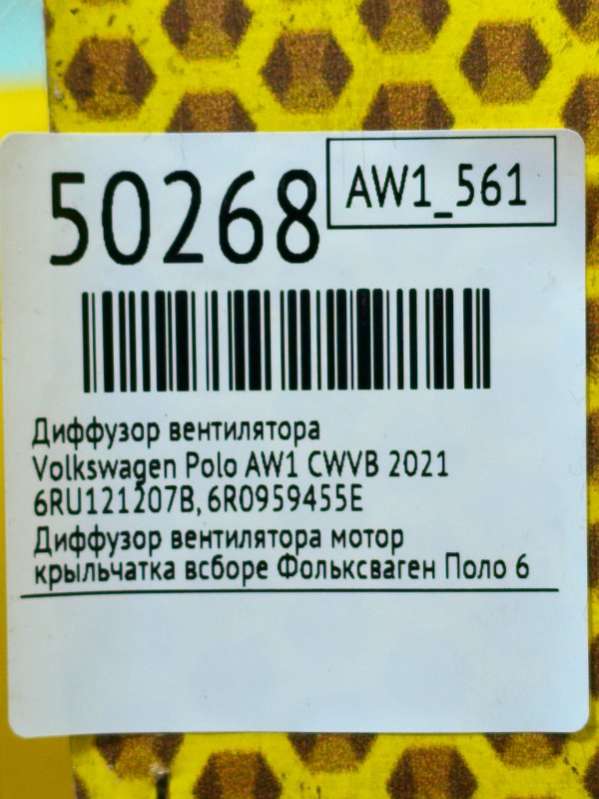 50268
AW1_561
Диффузор вентилятора
Volkswagen Polo AW1 CWVB 2021
6RU121207B, 6R0959455E
Диффузор вентилятора мотор
крыльчатка всборе Фольксваген Поло 6